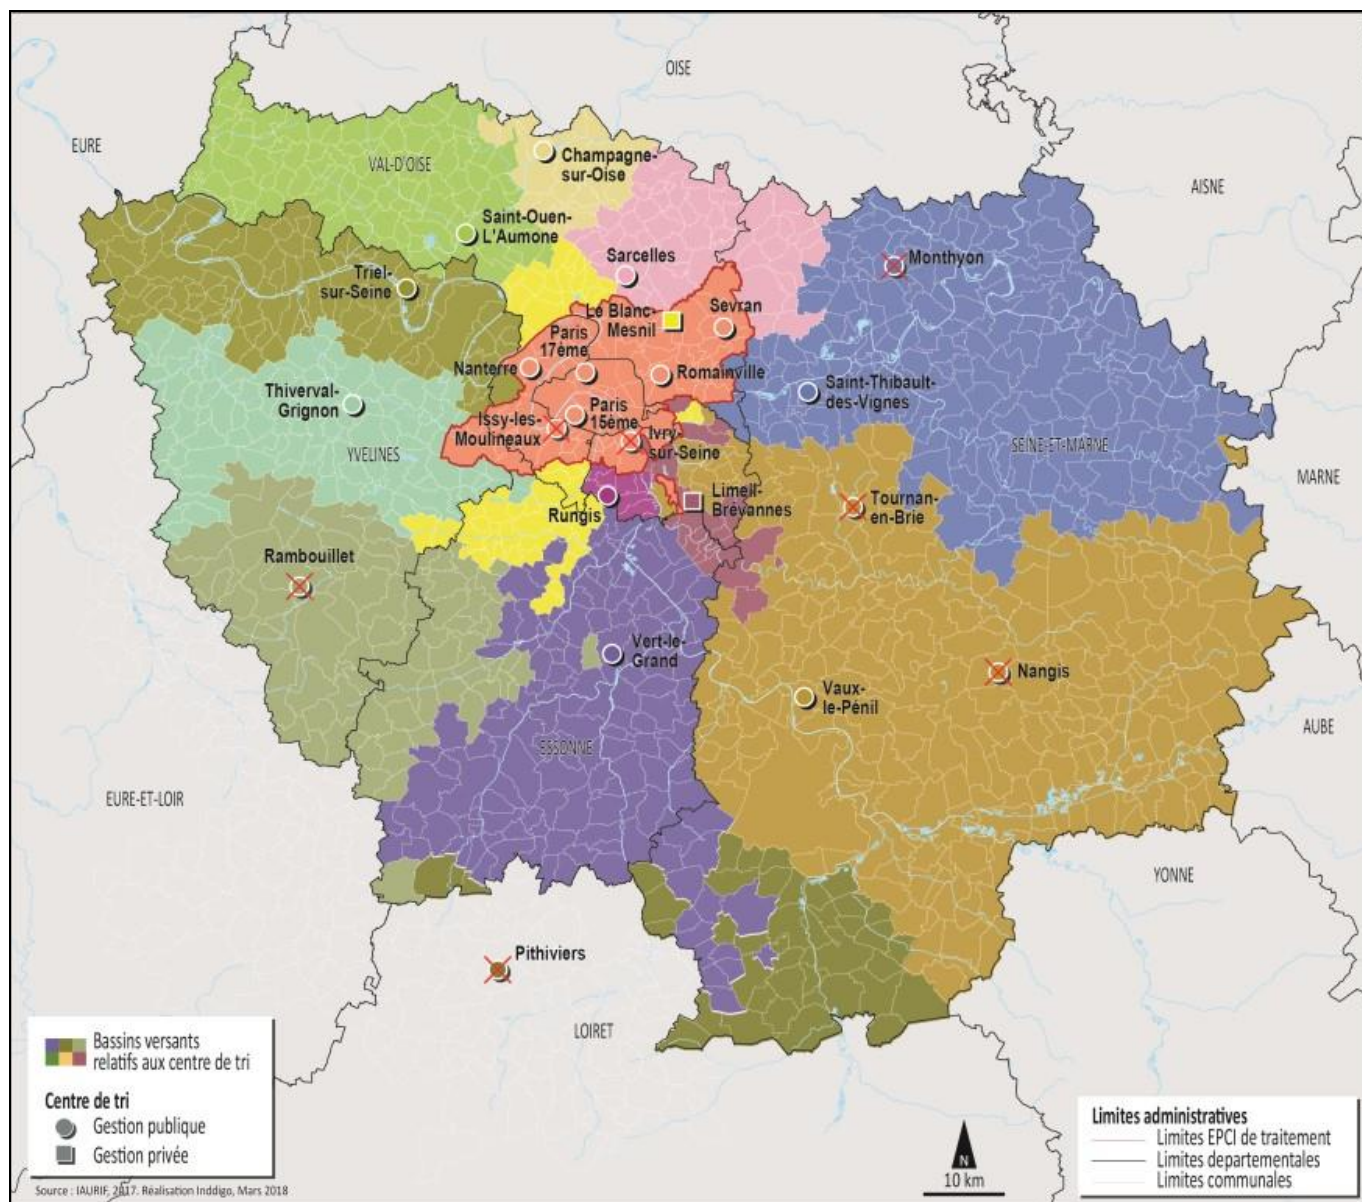 OISE
EURE
VAL-D'OISE
Champagne-
sur-Oise
AISNE
Saint-Ouen-
L'Aumone
Sarcelles
Monthyon
Triel-
sur-Seine
Le Blanc-
Mesnil
Sevran
Paris
17ème
Nanterre
Romainville
Thiverval-
Grignon
Saint-Thibault-
des-Vignes
Issy-les-
Moulineaux
Paris
15ème
Ivry-
sur-Seine
YVELINES
SEINE-ET-MARNE
MARNE
Rungis
Limeil-
Brévannes
Tournan-
en-Brie
Rambouillet
Vert-le-
Grand
Nangis
Vaux-
le-Pénil
AUBE
ESSONNE
EURE-ET-LOIR
YONNE
Pithiviers
LOIRET
Bassins versants
relatifs aux centre de tri
Centre de tri
Gestion publique
Gestion privée
Source : IAURIF, 2017. Réalisation Inddigo, Mars 2018
N
10 km
Limites administratives
Limites EPCI de traitement
Limites departementales
Limites communales